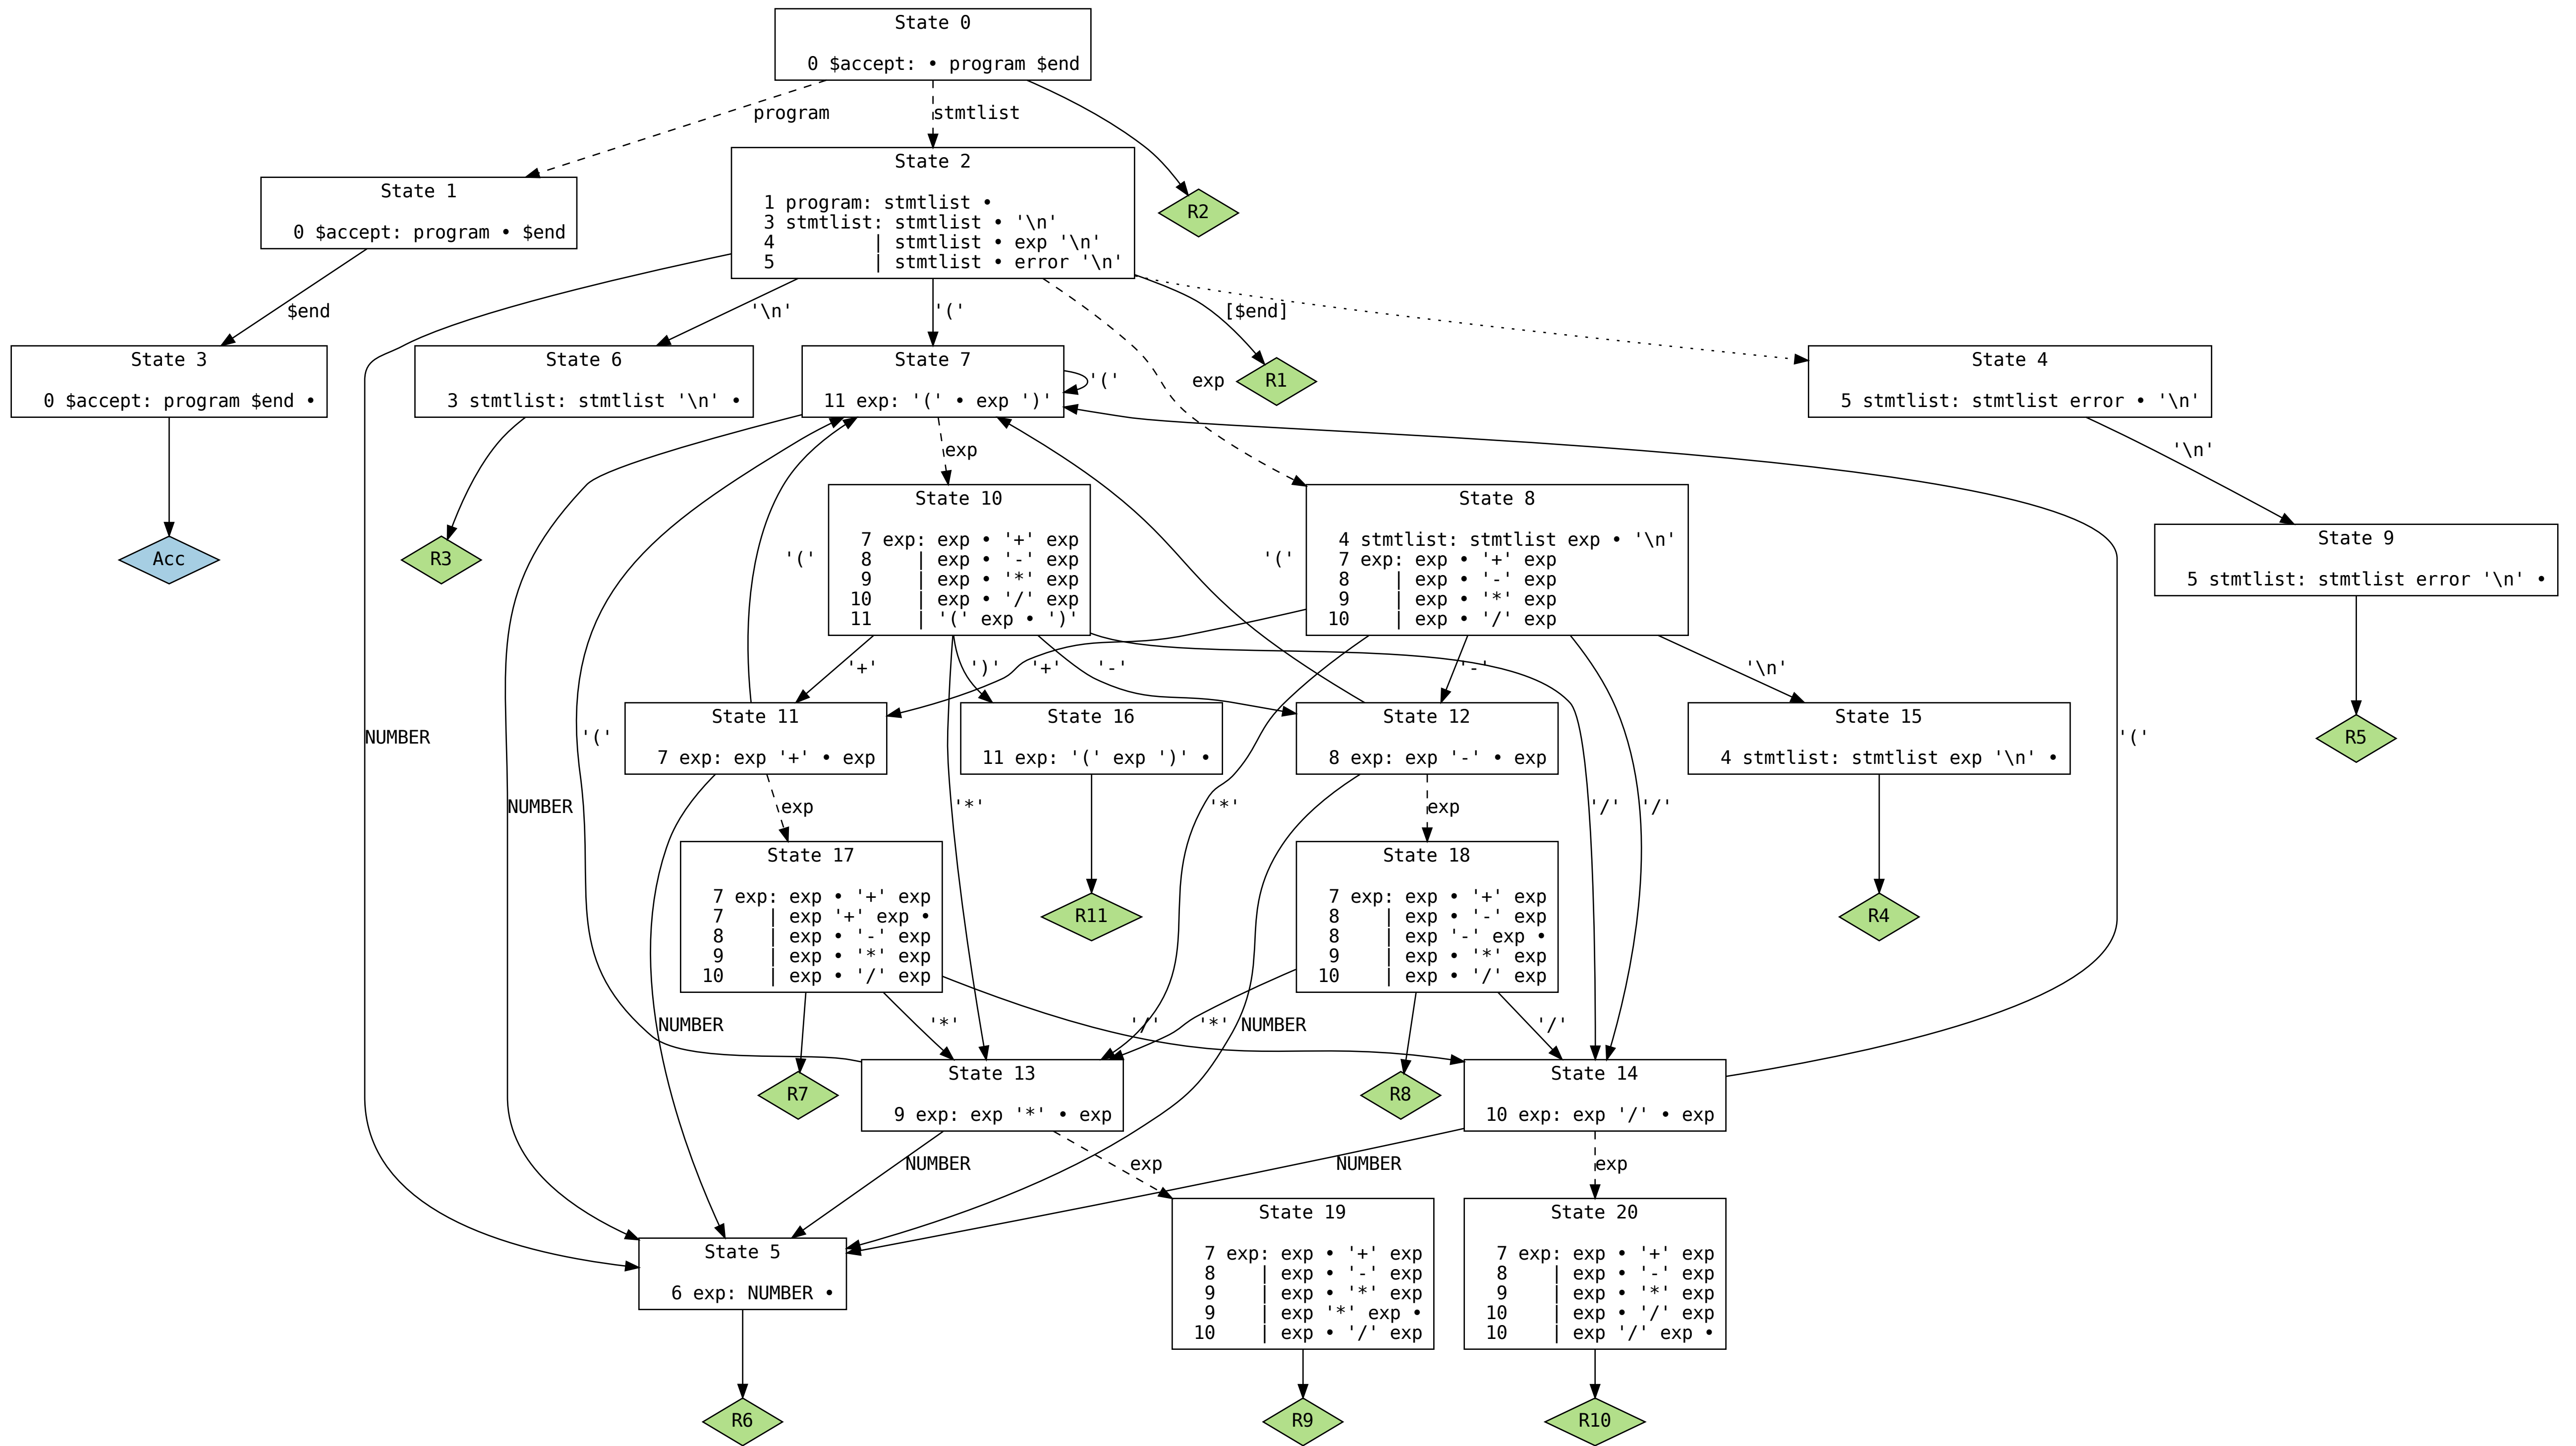 State 0
0 $accept: • program $end
program
stmtlist
State 2
1 program: stmtlist •
3 stmtlist: stmtlist • '\n'
4 | stmtlist • exp '\n'
5 | stmtlist • error '\n'
State 1
0 $accept: program • $end
R2
$end
'\n'
'('
[$end]
State 3
0 $accept: program $end •
State 6
3 stmtlist: stmtlist '\n' •
State 7
11 exp: '(' • exp ')'
'('
exp
R1
State 4
5 stmtlist: stmtlist error • '\n'
exp
'\n'
State 10
7 exp: exp • '+' exp
8 | exp • '-' exp
9 | exp • '*' exp
10 | exp • '/' exp
11 | '(' exp • ')'
State 8
4 stmtlist: stmtlist exp • '\n'
7 exp: exp • '+' exp
8 | exp • '-' exp
9 | exp • '*' exp
10 | exp • '/' exp
Acc
R3
'('
'('
State 9
5 stmtlist: stmtlist error '\n' •
'+'
')'
'+'
'-'
'-'
'\n'
NUMBER
'('
State 11
7 exp: exp '+' • exp
State 16
11 exp: '(' exp ')' •
State 12
8 exp: exp '-' • exp
State 15
4 stmtlist: stmtlist exp '\n' •
'('
R5
NUMBER
exp
'*'
'*'
exp
'/'
'/'
State 17
7 exp: exp • '+' exp
7 | exp '+' exp •
8 | exp • '-' exp
9 | exp • '*' exp
10 | exp • '/' exp
R11
State 18
7 exp: exp • '+' exp
8 | exp • '-' exp
8 | exp '-' exp •
9 | exp • '*' exp
10 | exp • '/' exp
R4
NUMBER
'*'
'/'
'*'
NUMBER
'/'
R7
State 13
9 exp: exp '*' • exp
R8
State 14
10 exp: exp '/' • exp
NUMBER
exp
NUMBER
exp
State 5
6 exp: NUMBER •
State 19
7 exp: exp • '+' exp
8 | exp • '-' exp
9 | exp • '*' exp
9 | exp '*' exp •
10 | exp • '/' exp
State 20
7 exp: exp • '+' exp
8 | exp • '-' exp
9 | exp • '*' exp
10 | exp • '/' exp
10 | exp '/' exp •
R6
R9
R10